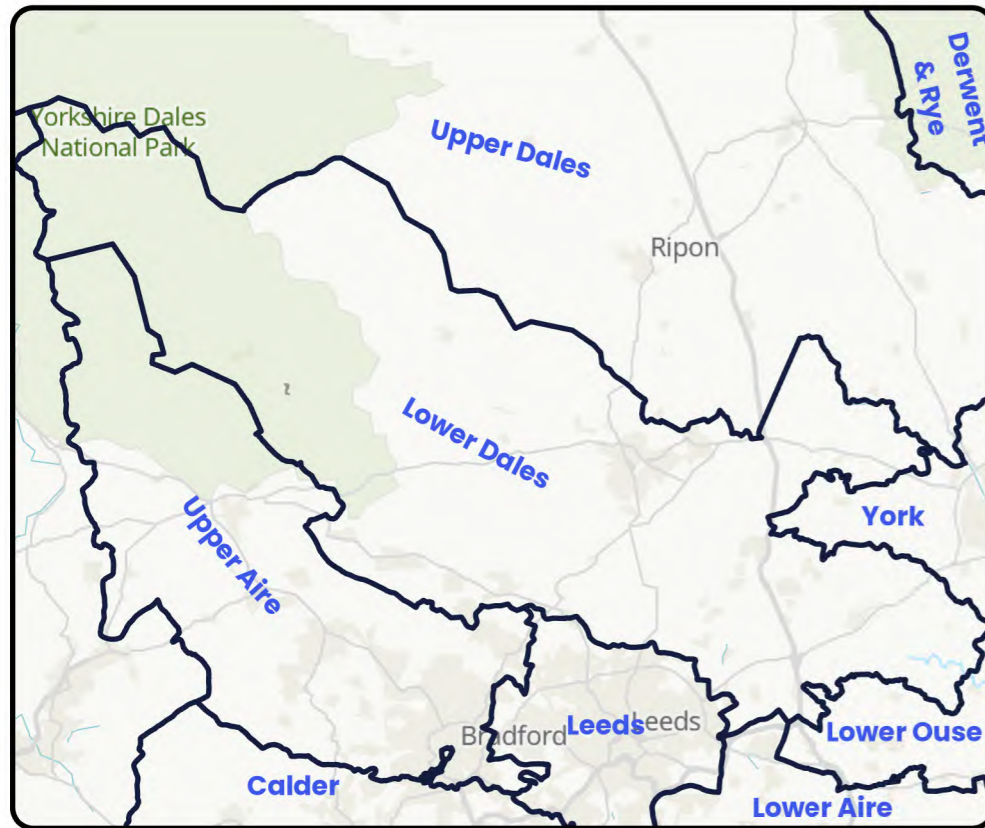 Derwent
& Rye
Yorkshire Dales
National Park
Upper Dales
Ripon
Lower Dales
York
Upper Aire
Bradford
Leeds
Leeds
Lower Ouse
Calder
Lower Aire